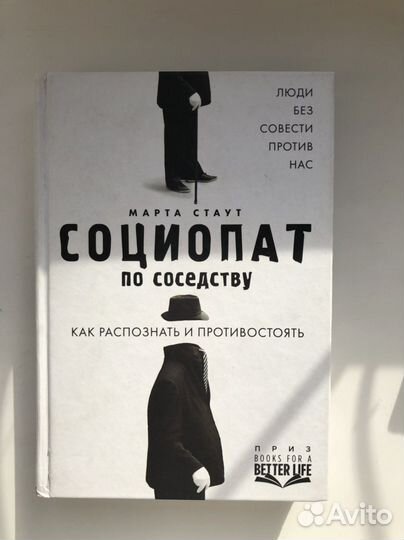 ЛЮДИ
БЕЗ
СОВЕСТИ
ПРОТИВ
НАС
МАРТА СТАУТ
СОЦИОПАТ
по соседству
КАК РАСПОЗНАТЬ И ПРОТИВОСТОЯТЬ
ПРИЗ
BOOKS FOR A
BETTER LIFE
Avito